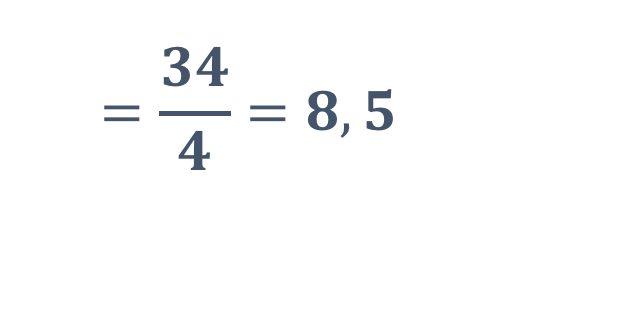 = 34/4 = 8, 5